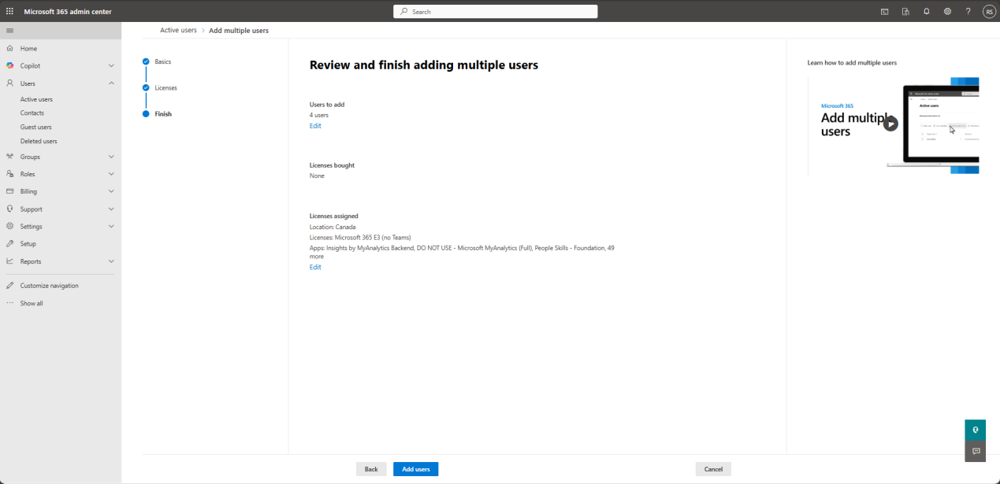 Microsoft 365 admin center
Search
RS
Home
Copilot
Users
Active users
Contacts
Guest users
Deleted users
Groups
Roles
Billing
Support
Settings
Setup
Reports
Customize navigation
Show all
Active users > Add multiple users
Basics
Licenses
Finish
Review and finish adding multiple users
Users to add
4 users
Edit
Licenses bought
None
Licenses assigned
Location: Canada
Licenses: Microsoft 365 E3 (no Teams)
Apps: Insights by MyAnalytics Backend, DO NOT USE - Microsoft MyAnalytics (Full), People Skills - Foundation, 49
more
Edit
Back
Add users
Cancel
Learn how to add multiple users
Microsoft 365
Add multiple
users
Active users